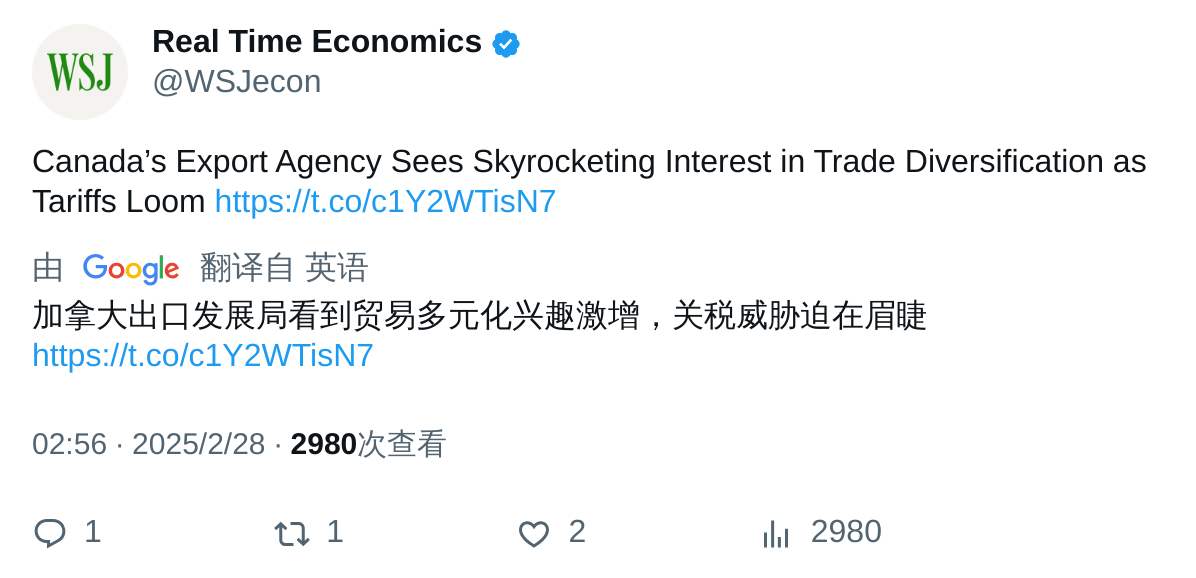 WSJ
Real Time Economics
@WSJecon
Canada’s Export Agency Sees Skyrocketing Interest in Trade Diversification as
Tariffs Loom https://t.co/c1Y2WTisN7
由 Google 翻译自 英语
加拿大出口发展局看到贸易多元化兴趣激增，关税威胁迫在眉睫
https://t.co/c1Y2WTisN7
02:56 · 2025/2/28 · 2980次查看
1 1 2 2980